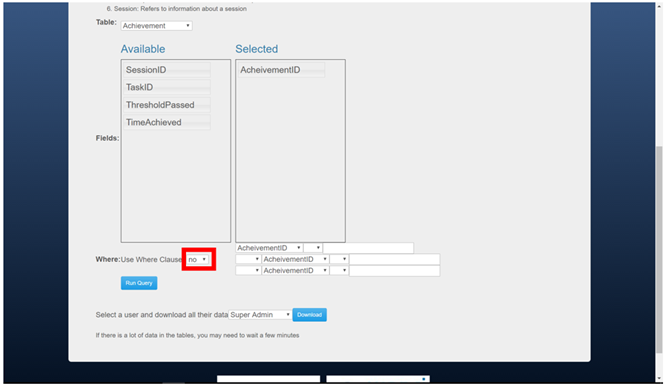 6. Session: Refers to information about a session
Table: Achievement
Available Selected
SessionID AcheivementID
TaskID
ThresholdPassed
TimeAchieved
Fields:
AcheivementID
Where: Use Where Clause no AcheivementID
AcheivementID
Run Query
Select a user and download all their data Super Admin Download
If there is a lot of data in the tables, you may need to wait a few minutes